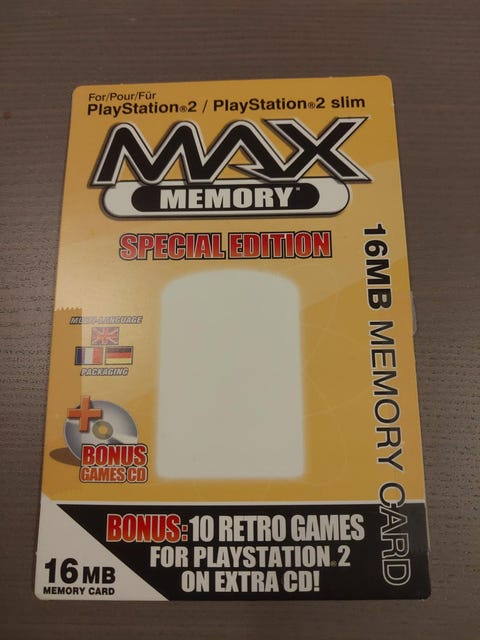 For/Pour/Für
PlayStation®2 / PlayStation®2 slim
MAX
MEMORY™
SPECIAL EDITION
16MB MEMORY CARD
MULTI-LANGUAGE
PACKAGING
+
BONUS
GAMES CD
BONUS: 10 RETRO GAMES
FOR PLAYSTATION®2
ON EXTRA CD!
16 MB
MEMORY CARD